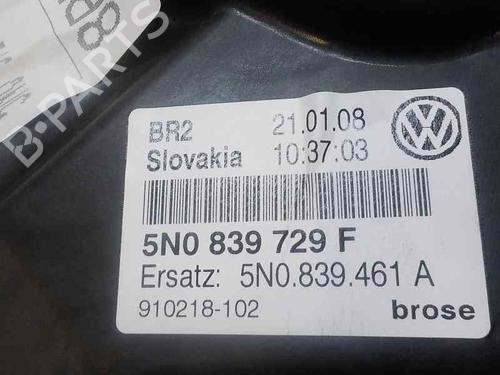 B-PARTS
BR2 21.01.08
Slovakia 10:37:03
5N0 839 729 F
Ersatz: 5N0.839.461 A
910218-102 brose